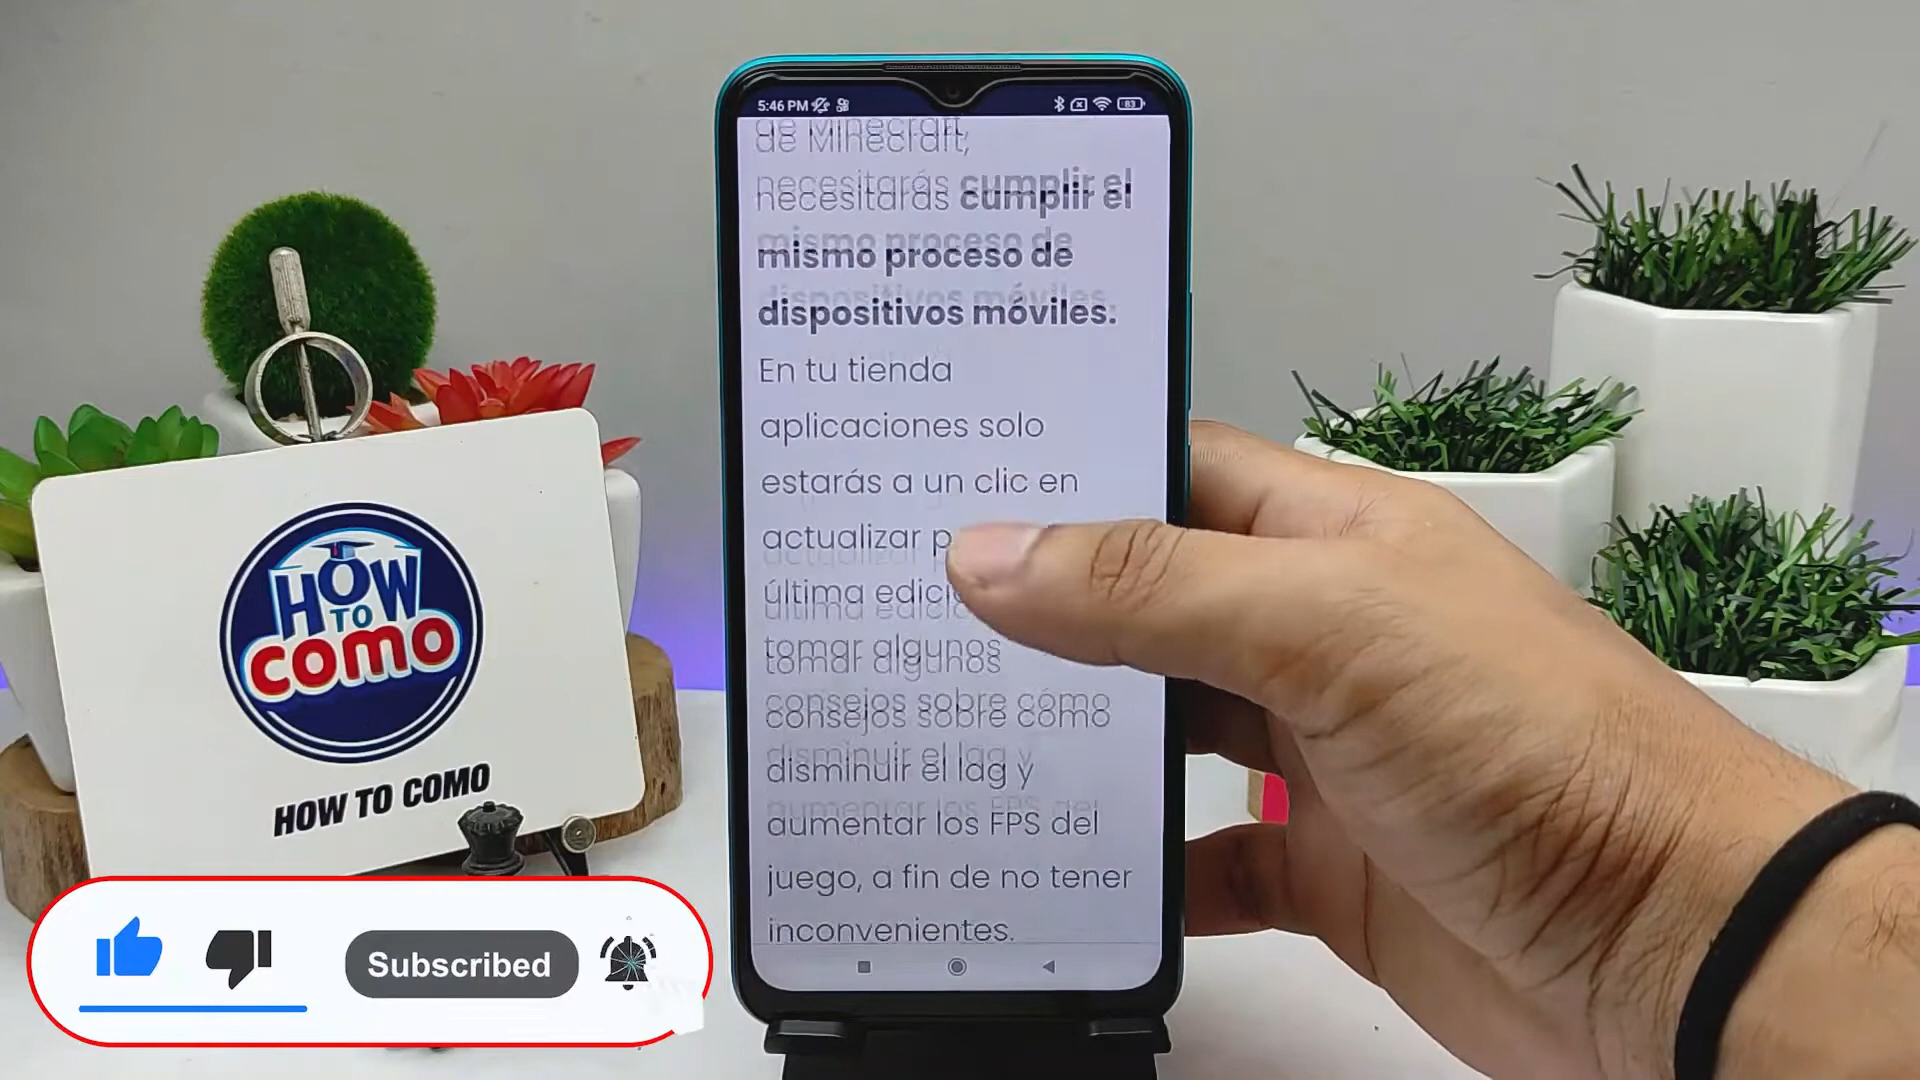 5:46 PM
83
de Minecraft,
necesitarás cumplir el
mismo proceso de
dispositivos móviles.
En tu tienda
aplicaciones solo
estarás a un clic en
actualizar
última
tomar algunos
consejos sobre cómo
disminuir el lag y
aumentar los FPS del
juego, a fin de no tener
inconvenientes.
HOW
TO
como
HOW TO COMO
Subscribed